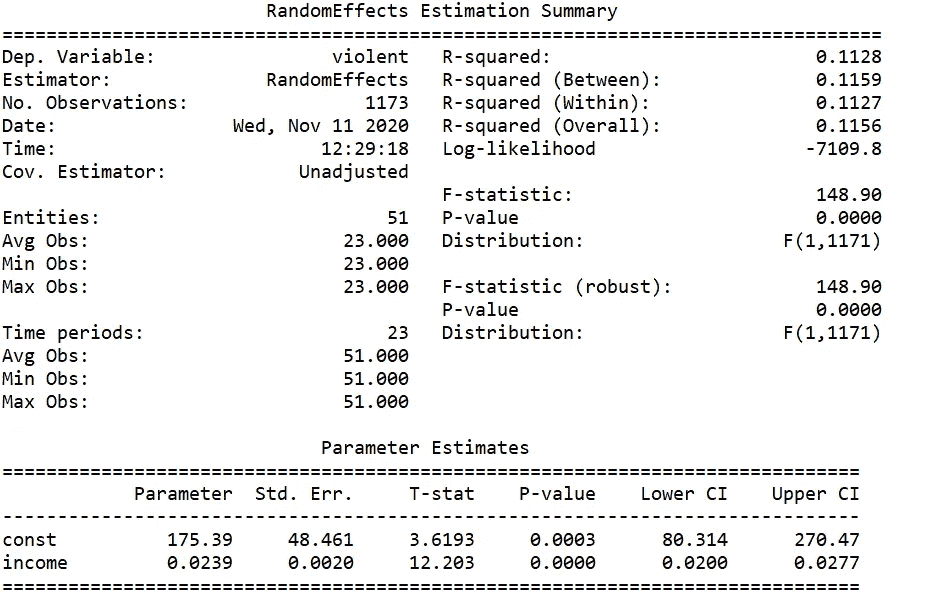 RandomEffects Estimation Summary
================================================================================
Dep. Variable:                violent   R-squared:                        0.1128
Estimator:              RandomEffects   R-squared (Between):              0.1159
No. Observations:                1173   R-squared (Within):               0.1127
Date:                Wed, Nov 11 2020   R-squared (Overall):              0.1156
Time:                        12:29:18   Log-likelihood                   -7109.8
Cov. Estimator:            Unadjusted
                                        F-statistic:                      148.90
Entities:                          51   P-value                           0.0000
Avg Obs:                       23.000   Distribution:                  F(1,1171)
Min Obs:                       23.000
Max Obs:                       23.000   F-statistic (robust):             148.90
                                        P-value                           0.0000
Time periods:                      23   Distribution:                  F(1,1171)
Avg Obs:                       51.000
Min Obs:                       51.000
Max Obs:                       51.000
Parameter Estimates
==============================================================================
            Parameter  Std. Err.     T-stat    P-value    Lower CI    Upper CI
------------------------------------------------------------------------------
const          175.39     48.461     3.6193     0.0003      80.314      270.47
income         0.0239     0.0020     12.203     0.0000      0.0200      0.0277
==============================================================================